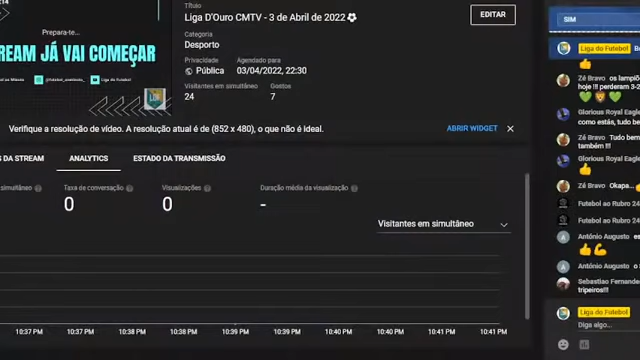 Título
Liga D'Ouro CMTV - 3 de Abril de 2022
EDITAR
Categoria
Desporto
Privacidade
Agendado para
Pública
03/04/2022, 22:30
Visitantes em simultâneo
Gostos
24
7
Prepara-te...
REAM JÁ VAI COMEÇAR
Liga do Futebol
Verifique a resolução de vídeo. A resolução atual é de (852 x 480), o que não é ideal.
ABRIR WIDGET
S DA STREAM
ANALYTICS
ESTADO DA TRANSMISSÃO
simultâneo
Taxa de conversação
Visualizações
Duração média da visualização
0
0
-
Visitantes em simultâneo
10:37 PM
10:37 PM
10:38 PM
10:38 PM
10:39 PM
10:39 PM
10:40 PM
10:40 PM
10:41 PM
10:41 PM
SIM
Liga do Futebol
Zé Bravo os lampiõ
hoje !!! perderam 3-2
Glorious Royal Eagle
como estás, tudo be
Zé Bravo Tudo bem
também !!!
Glorious Royal Eagle
Zé Bravo Okapa...
Futebol ao Rubro 24
Futebol ao Rubro 24
António Augusto es
António Augusto o
Sebastiao Fernande
tripeiros!!!
Liga do Futebol
Diga algo...